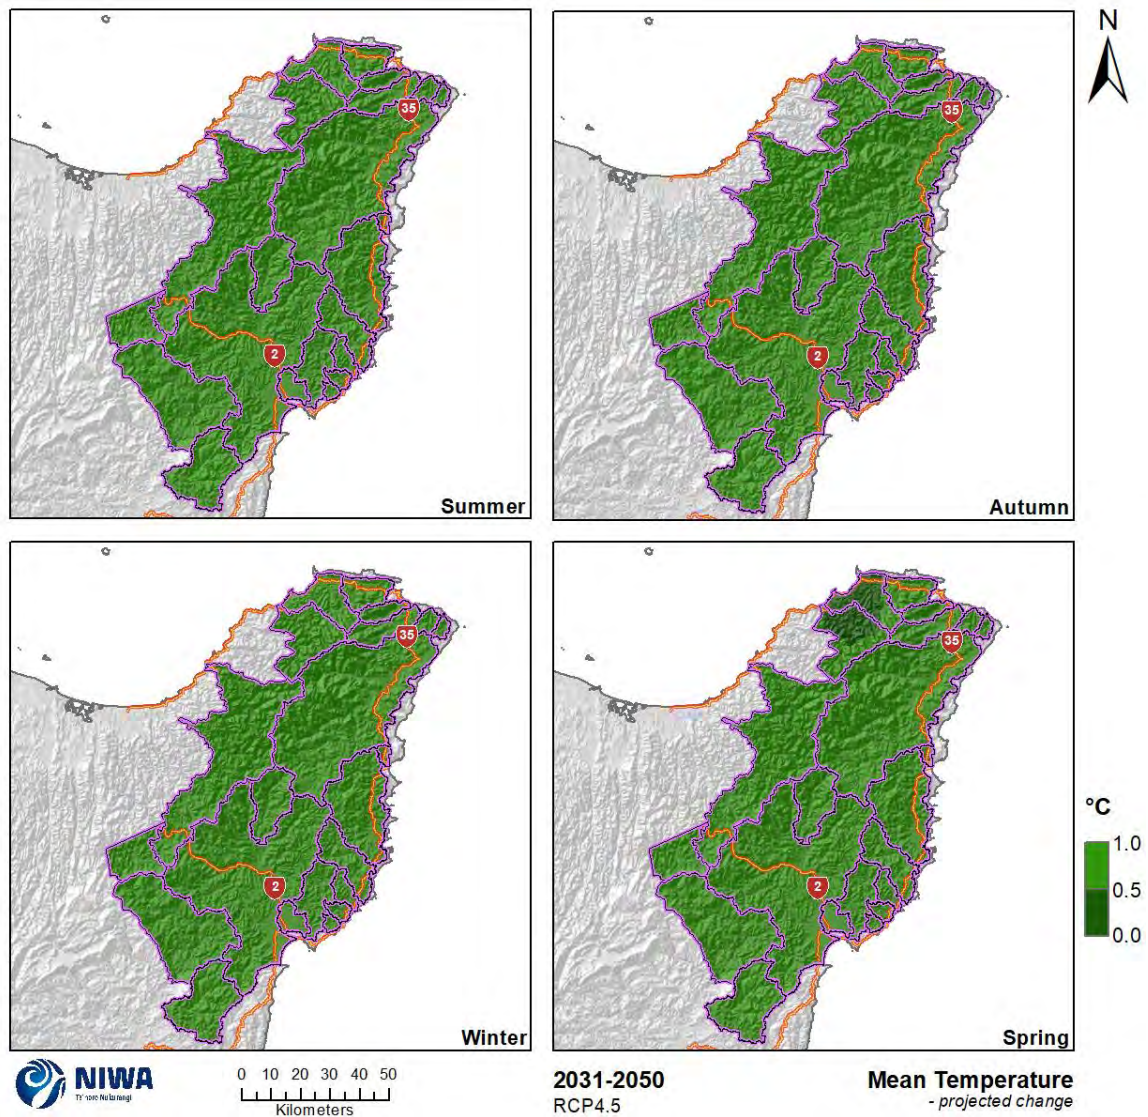 N
35
35
2
2
Summer
Autumn
35
35
2
2
Winter
Spring
°C
1.0
0.5
0.0
NIWA
Taihoro Nukurangi
0 10 20 30 40 50
Kilometers
2031-2050
RCP4.5
Mean Temperature
- projected change